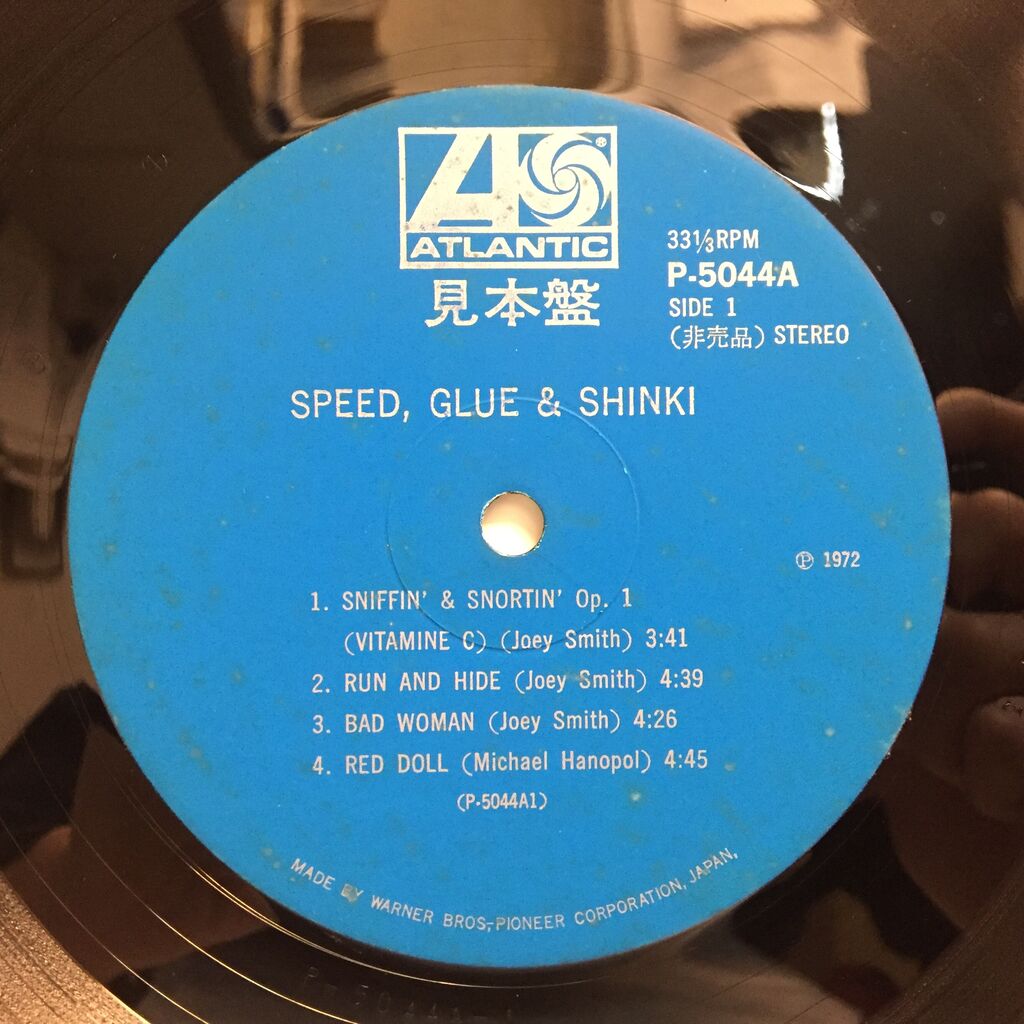 ATLANTIC
®
見本盤
33⅓RPM
P-5044A
SIDE 1
(非売品) STEREO
SPEED, GLUE & SHINKI
Ⓟ 1972
1. SNIFFIN' & SNORTIN' Op. 1
(VITAMINE C) (Joey Smith) 3:41
2. RUN AND HIDE (Joey Smith) 4:39
3. BAD WOMAN (Joey Smith) 4:26
4. RED DOLL (Michael Hanopol) 4:45
(P-5044A1)
MADE BY WARNER BROS,-PIONEER CORPORATION, JAPAN,